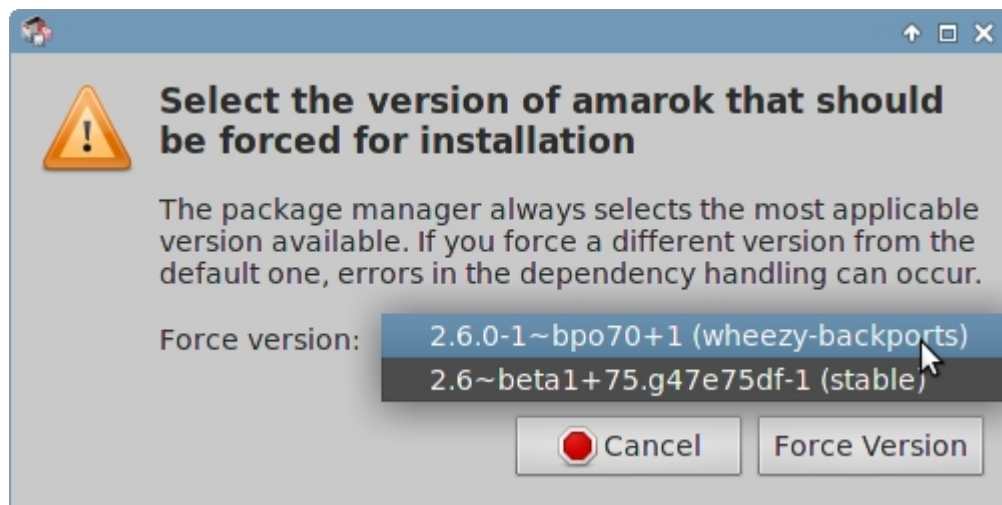 Select the version of amarok that should
be forced for installation
The package manager always selects the most applicable
version available. If you force a different version from the
default one, errors in the dependency handling can occur.
Force version:
2.6.0-1~bpo70+1 (wheezy-backports)
2.6~beta1+75.g47e75df-1 (stable)
Cancel
Force Version